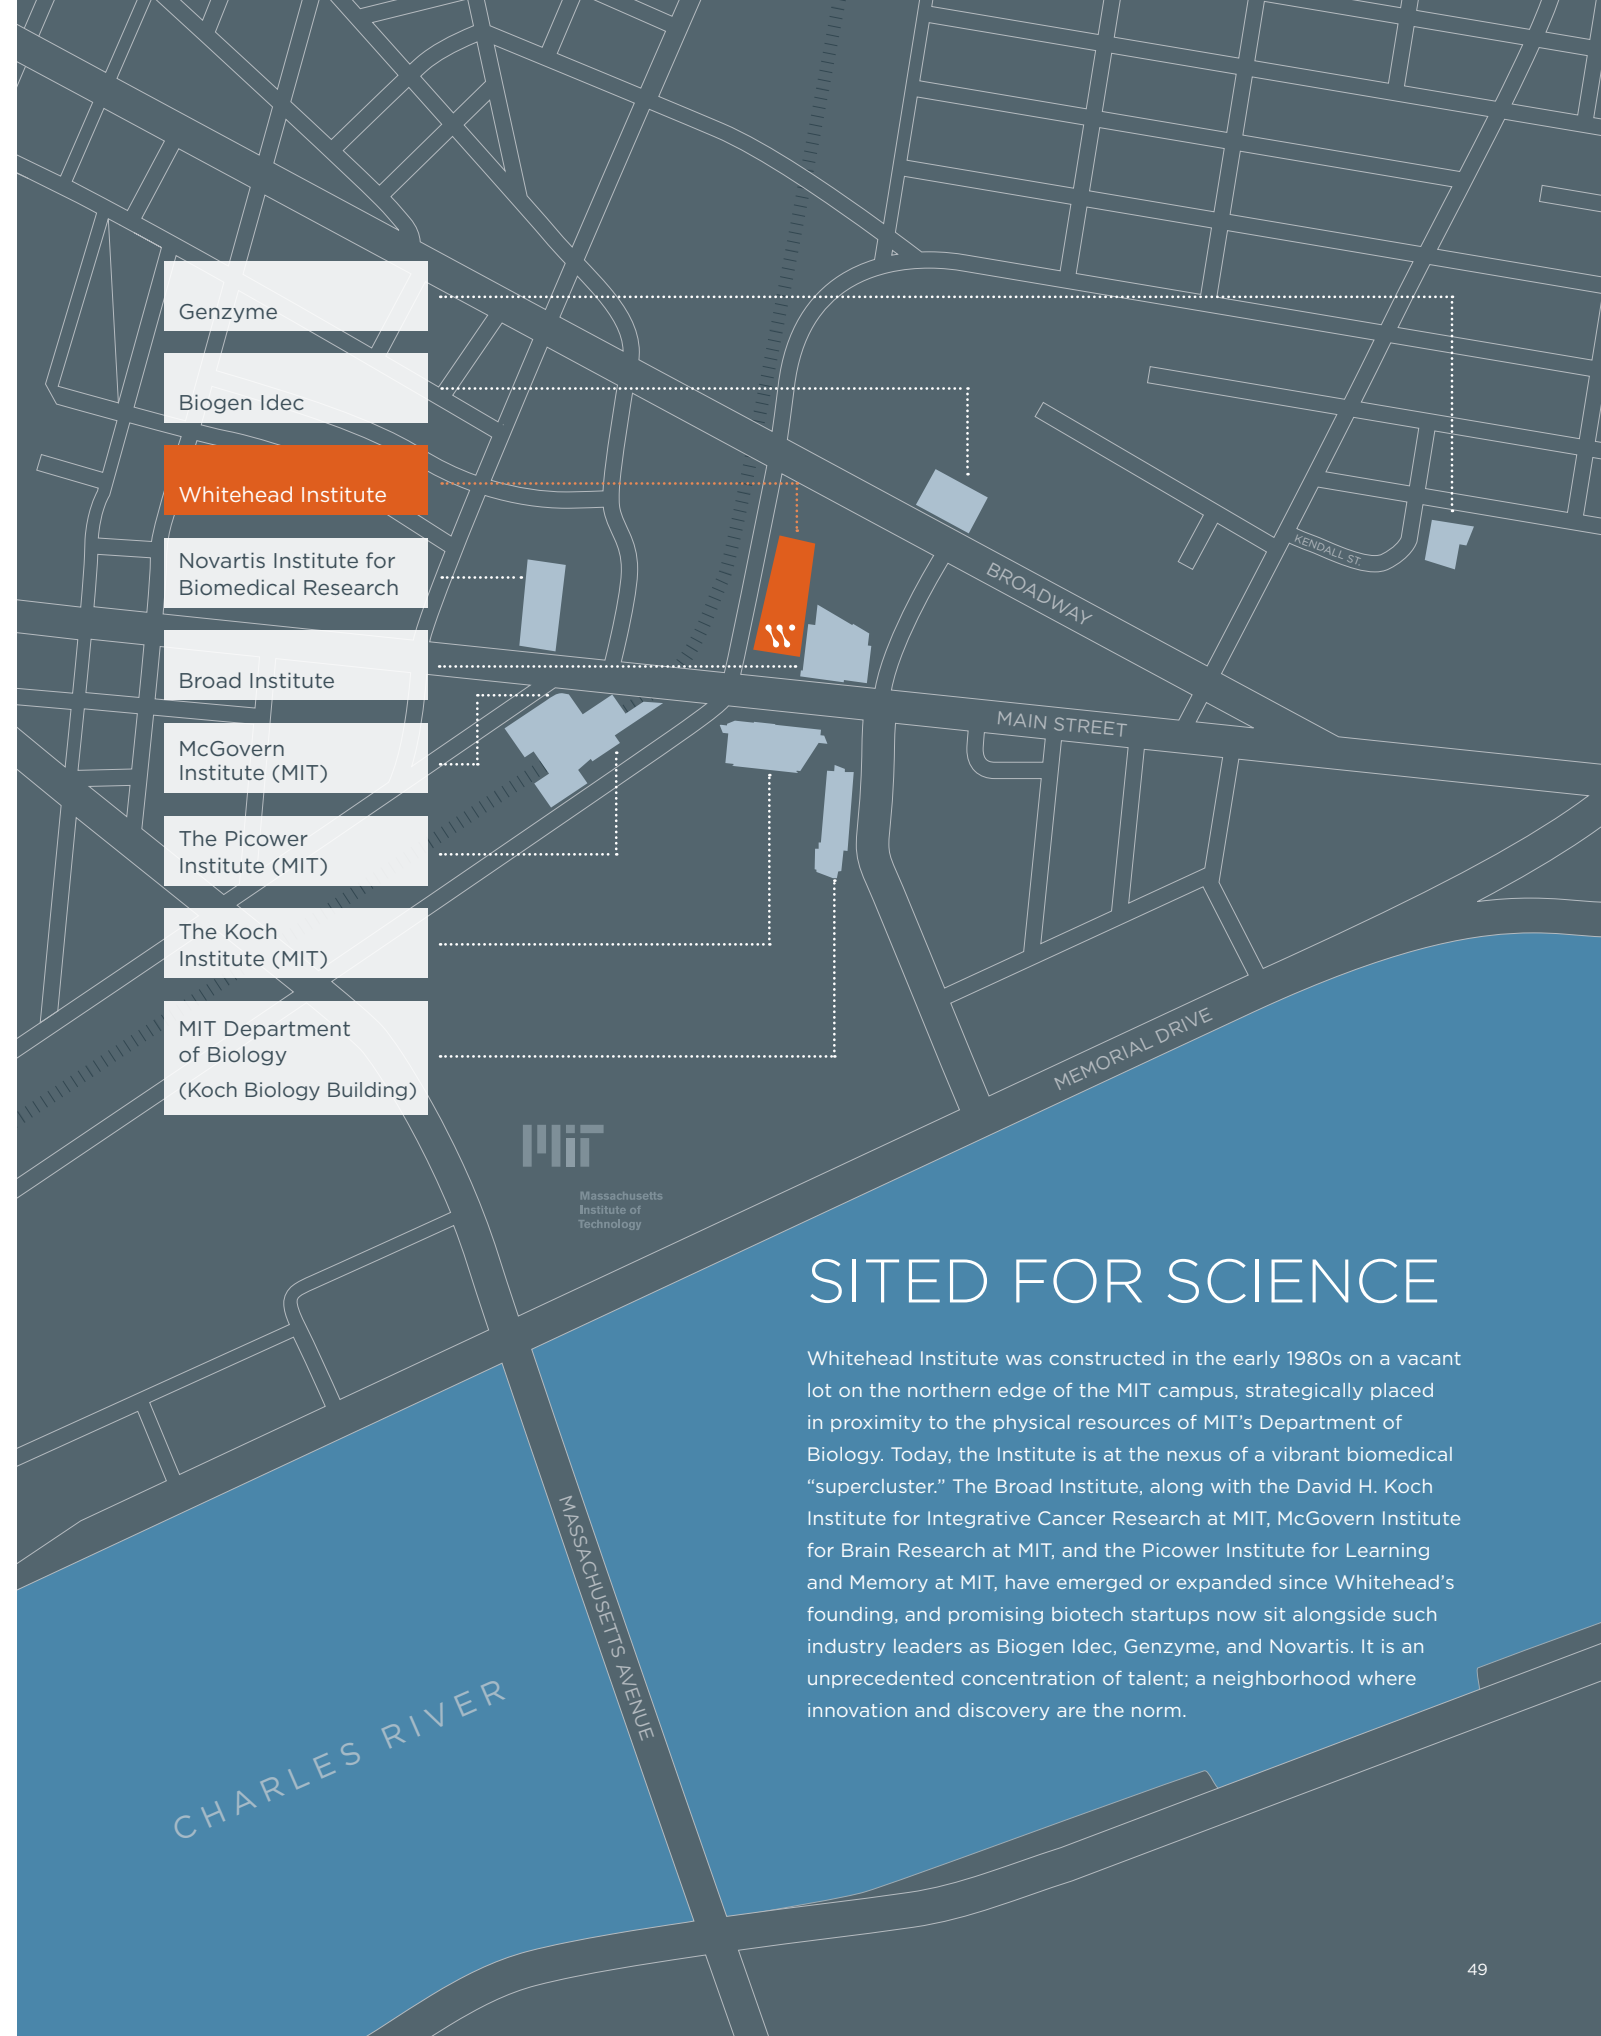 Genzyme
Biogen Idec
Whitehead Institute
Novartis Institute for
Biomedical Research
Broad Institute
McGovern
Institute (MIT)
The Picower
Institute (MIT)
The Koch
Institute (MIT)
MIT Department
of Biology
(Koch Biology Building)
KENDALL ST.
BROADWAY
MAIN STREET
MEMORIAL DRIVE
MIT
Massachusetts
Institute of
Technology
SITED FOR SCIENCE
Whitehead Institute was constructed in the early 1980s on a vacant
lot on the northern edge of the MIT campus, strategically placed
in proximity to the physical resources of MIT’s Department of
Biology. Today, the Institute is at the nexus of a vibrant biomedical
“supercluster.” The Broad Institute, along with the David H. Koch
Institute for Integrative Cancer Research at MIT, McGovern Institute
for Brain Research at MIT, and the Picower Institute for Learning
and Memory at MIT, have emerged or expanded since Whitehead’s
founding, and promising biotech startups now sit alongside such
industry leaders as Biogen Idec, Genzyme, and Novartis. It is an
unprecedented concentration of talent; a neighborhood where
innovation and discovery are the norm.
MASSACHUSETTS AVENUE
CHARLES RIVER
49